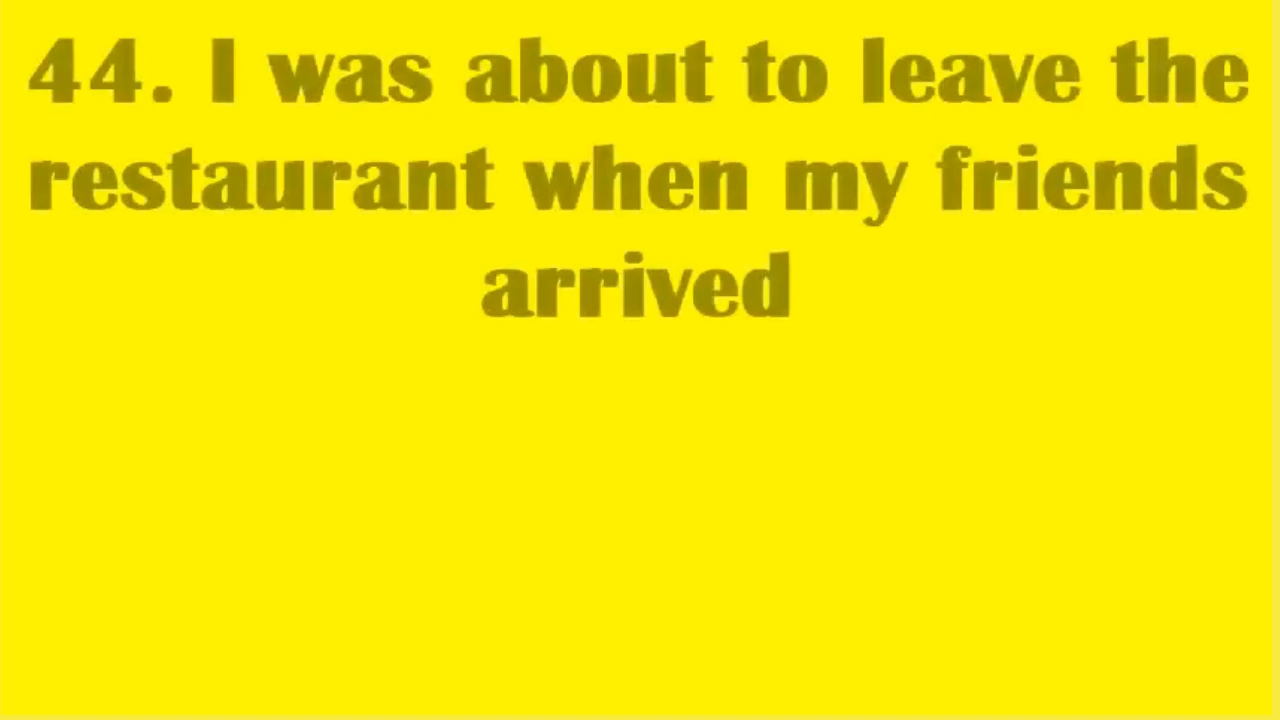 44. I was about to leave the
restaurant when my friends
arrived